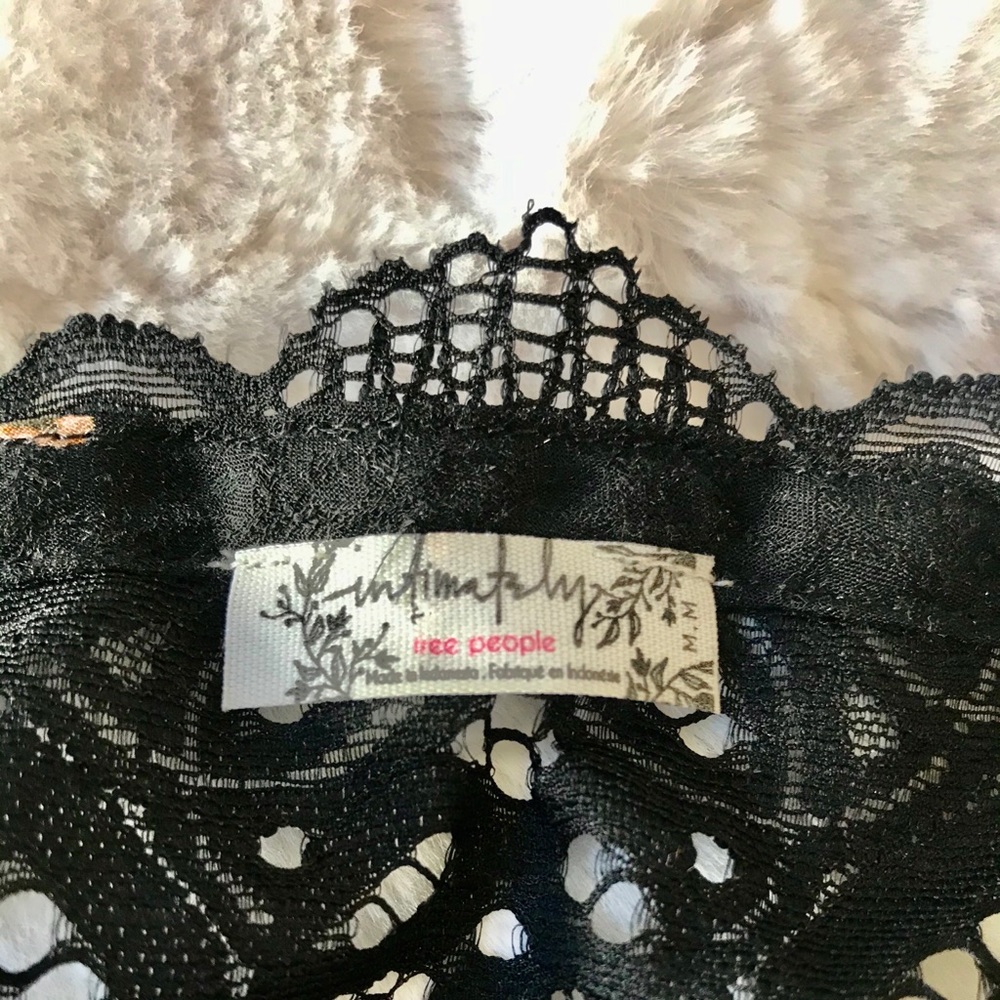 intimately
free people
Made in Indonesia . Fabriqué en Indonésie
M.M